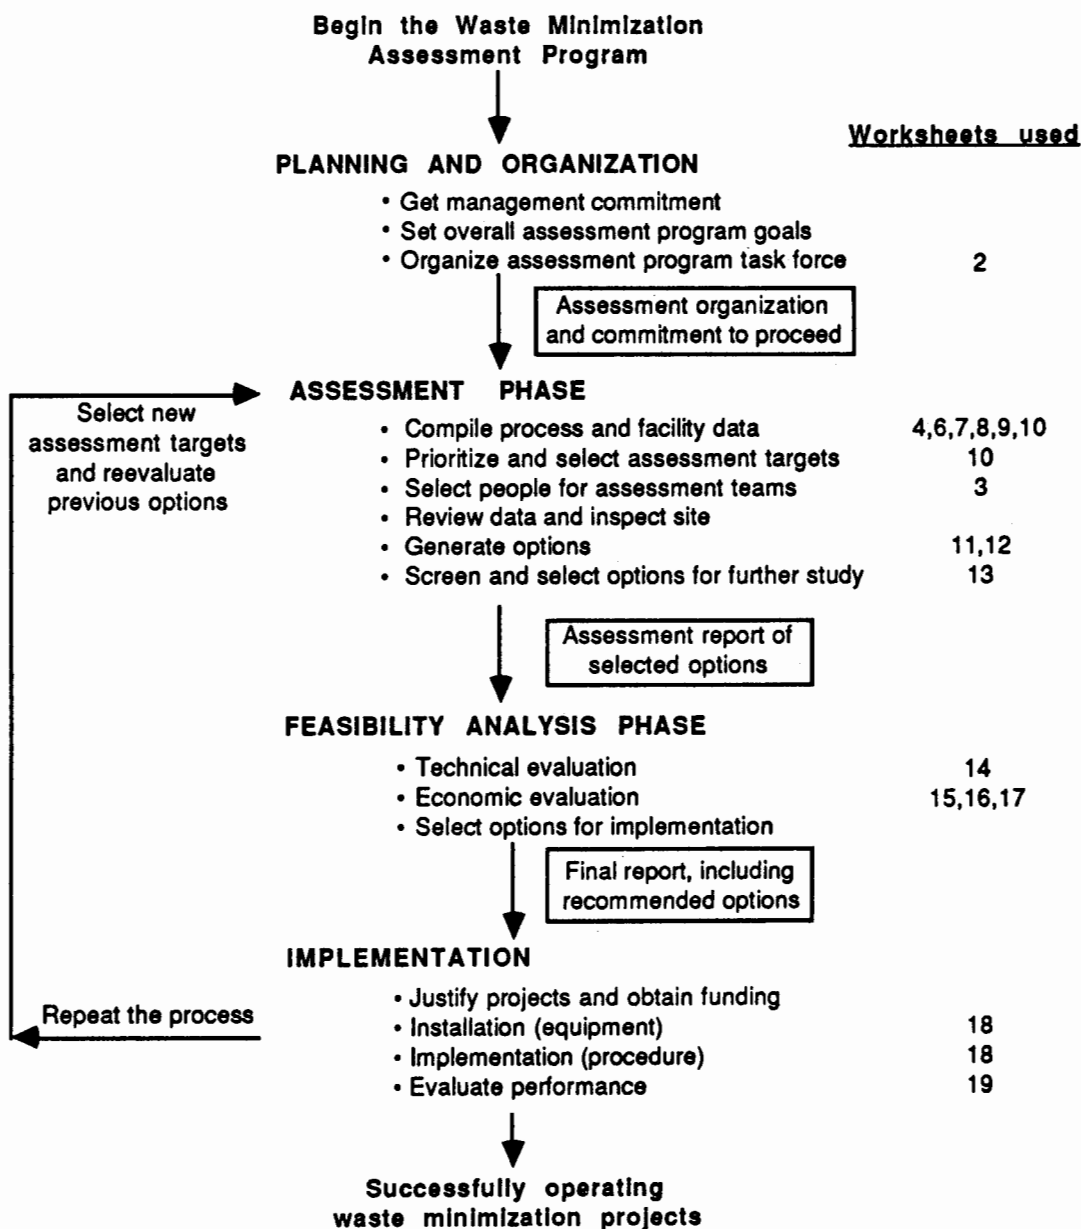 Begin the Waste Minimization
Assessment Program
Worksheets used
PLANNING AND ORGANIZATION
• Get management commitment
• Set overall assessment program goals
• Organize assessment program task force 2
Assessment organization
and commitment to proceed
ASSESSMENT PHASE
Select new
assessment targets
and reevaluate
previous options
• Compile process and facility data 4,6,7,8,9,10
• Prioritize and select assessment targets 10
• Select people for assessment teams 3
• Review data and inspect site
• Generate options 11,12
• Screen and select options for further study 13
Assessment report of
selected options
FEASIBILITY ANALYSIS PHASE
• Technical evaluation 14
• Economic evaluation 15,16,17
• Select options for implementation
Final report, including
recommended options
IMPLEMENTATION
• Justify projects and obtain funding
Repeat the process
• Installation (equipment) 18
• Implementation (procedure) 18
• Evaluate performance 19
Successfully operating
waste minimization projects